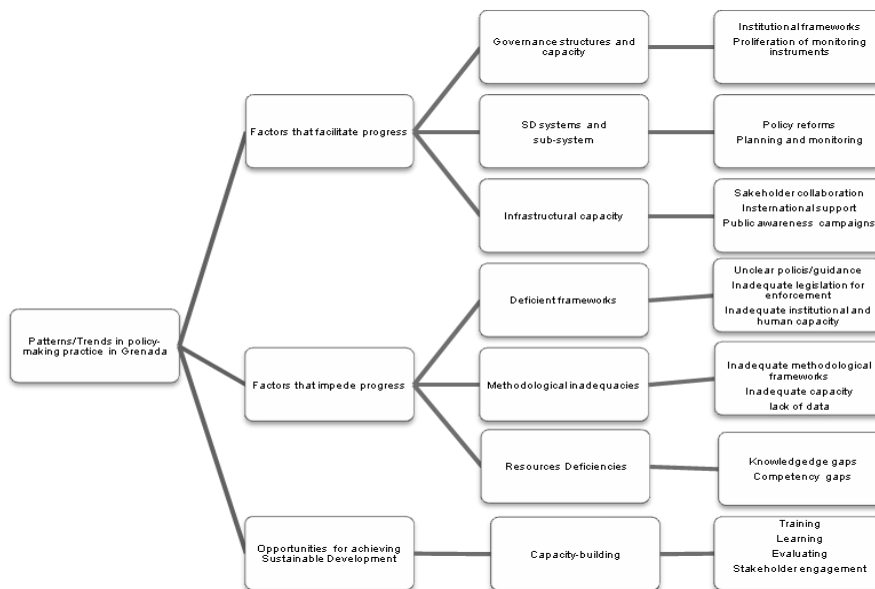 Patterns/Trends in policy-
making practice in Grenada
Factors that facilitate progress
Governance structures and
capacity
Institutional frameworks
Proliferation of monitoring
instruments
SD systems and
sub-system
Policy reforms
Planning and monitoring
Infrastructural capacity
Sakeholder collaboration
Insternational support
Public awareness campaigns
Factors that impede progress
Deficient frameworks
Unclear policis/guidance
Inadequate legislation for
enforcement
Inadequate institutional and
human capacity
Methodological inadequacies
Inadequate methodological
frameworks
Inadequate capacity
lack of data
Resources Deficiencies
Knowledgedge gaps
Competency gaps
Opportunities for achieving
Sustainable Development
Capacity-building
Training
Learning
Evaluating
Stakeholder engagement